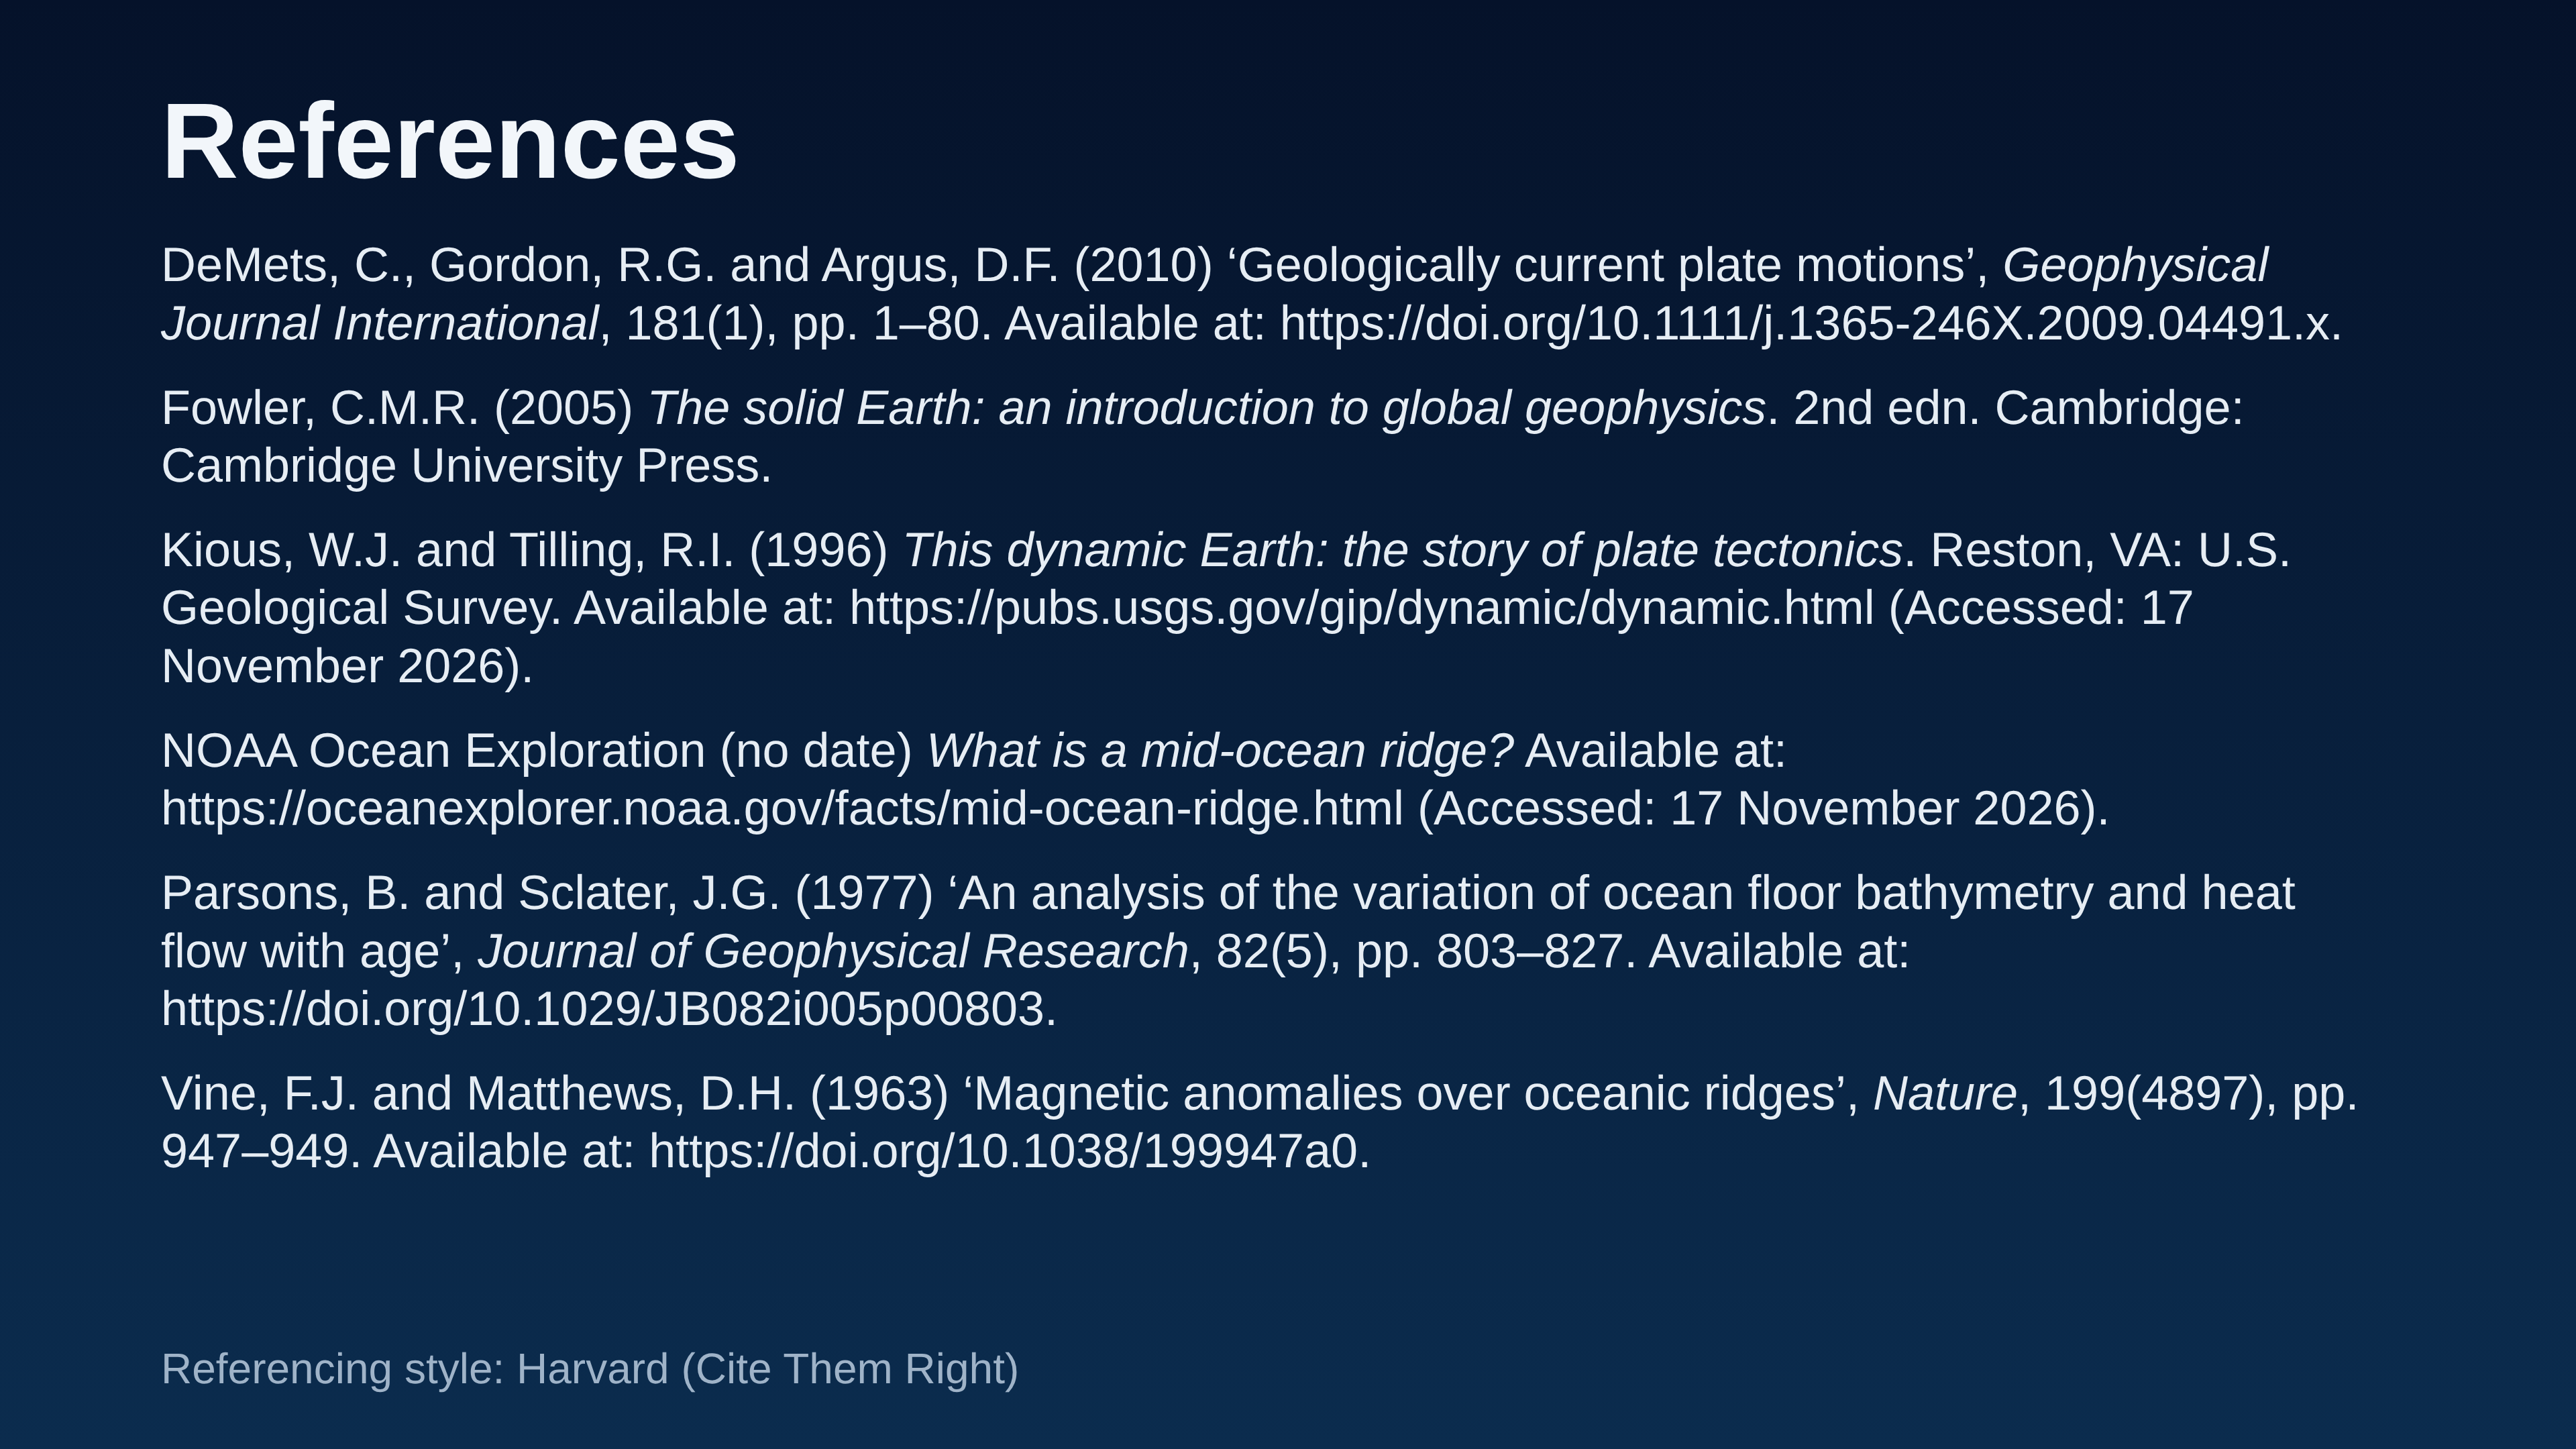 References
DeMets, C., Gordon, R.G. and Argus, D.F. (2010) ‘Geologically current plate motions’, Geophysical
Journal International, 181(1), pp. 1–80. Available at: https://doi.org/10.1111/j.1365-246X.2009.04491.x.
Fowler, C.M.R. (2005) The solid Earth: an introduction to global geophysics. 2nd edn. Cambridge:
Cambridge University Press.
Kious, W.J. and Tilling, R.I. (1996) This dynamic Earth: the story of plate tectonics. Reston, VA: U.S.
Geological Survey. Available at: https://pubs.usgs.gov/gip/dynamic/dynamic.html (Accessed: 17
November 2026).
NOAA Ocean Exploration (no date) What is a mid-ocean ridge? Available at:
https://oceanexplorer.noaa.gov/facts/mid-ocean-ridge.html (Accessed: 17 November 2026).
Parsons, B. and Sclater, J.G. (1977) ‘An analysis of the variation of ocean floor bathymetry and heat
flow with age’, Journal of Geophysical Research, 82(5), pp. 803–827. Available at:
https://doi.org/10.1029/JB082i005p00803.
Vine, F.J. and Matthews, D.H. (1963) ‘Magnetic anomalies over oceanic ridges’, Nature, 199(4897), pp.
947–949. Available at: https://doi.org/10.1038/199947a0.
Referencing style: Harvard (Cite Them Right)